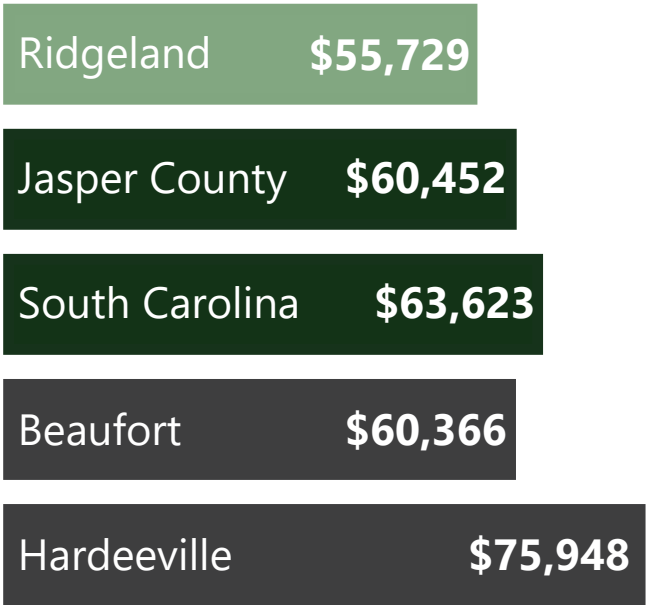 Ridgeland $55,729
Jasper County $60,452
South Carolina $63,623
Beaufort $60,366
Hardeeville $75,948